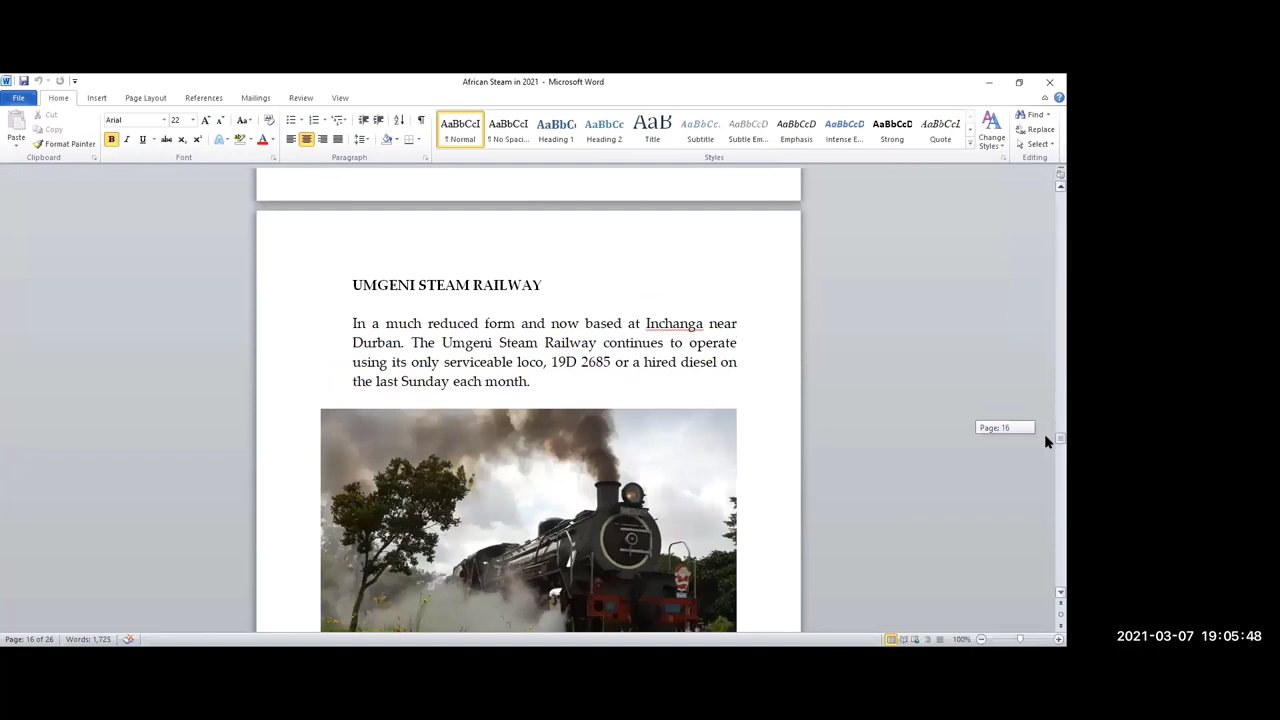 African Steam in 2021 - Microsoft Word
File Home Insert Page Layout References Mailings Review View
Paste
Cut
Copy
Format Painter
Clipboard
Arial 22
Font
Paragraph
AaBbCcI AaBbCcI AaBbC AaBbCc AaB AaBbCc. AaBbCcD AaBbCcD AaBbCcD AaBbCcD AaBbCcI
¶ Normal ¶ No Spaci... Heading 1 Heading 2 Title Subtitle Subtle Em... Emphasis Intense E... Strong Quote
Styles
Change
Styles
Find
Replace
Select
Editing
UMGENI STEAM RAILWAY
In a much reduced form and now based at Inchanga near
Durban. The Umgeni Steam Railway continues to operate
using its only serviceable loco, 19D 2685 or a hired diesel on
the last Sunday each month.
Page: 16
Page: 16 of 26 Words: 1,725
100%
2021-03-07 19:05:48